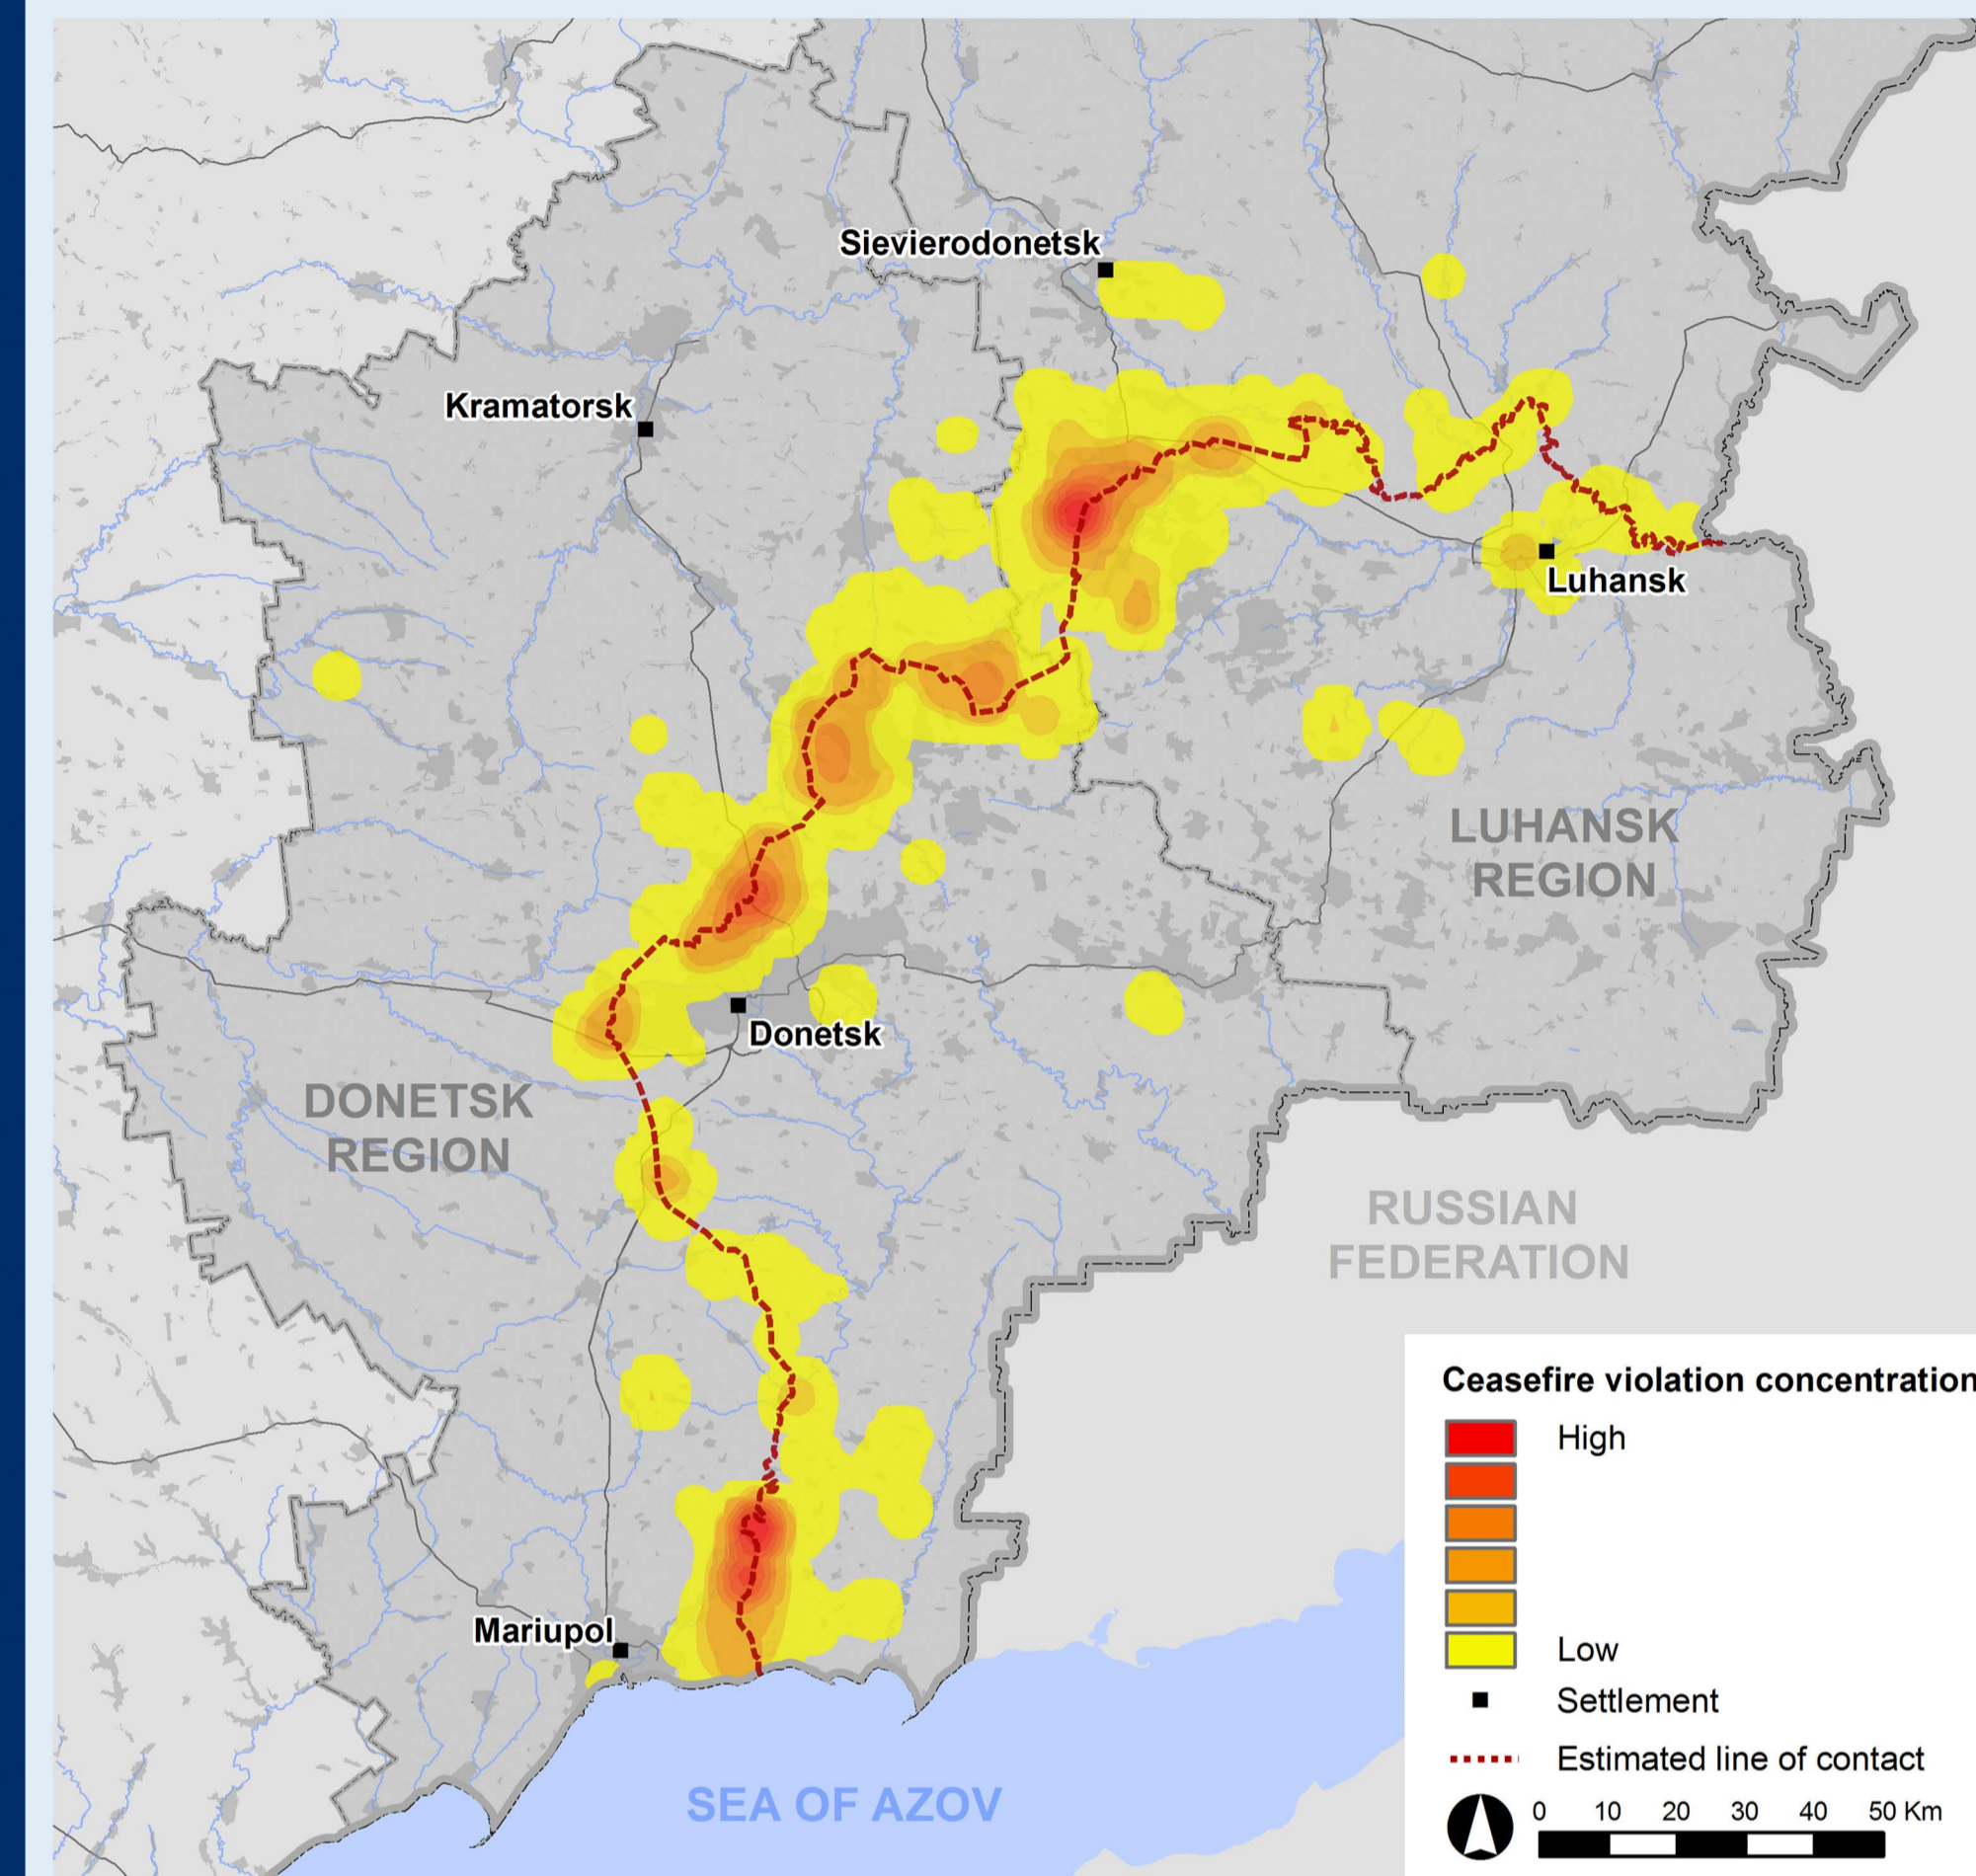 Sievierodonetsk
Kramatorsk
Luhansk
LUHANSK
REGION
Donetsk
DONETSK
REGION
RUSSIAN
FEDERATION
Mariupol
SEA OF AZOV
Ceasefire violation concentration
High
Low
Settlement
Estimated line of contact
0 10 20 30 40 50 Km